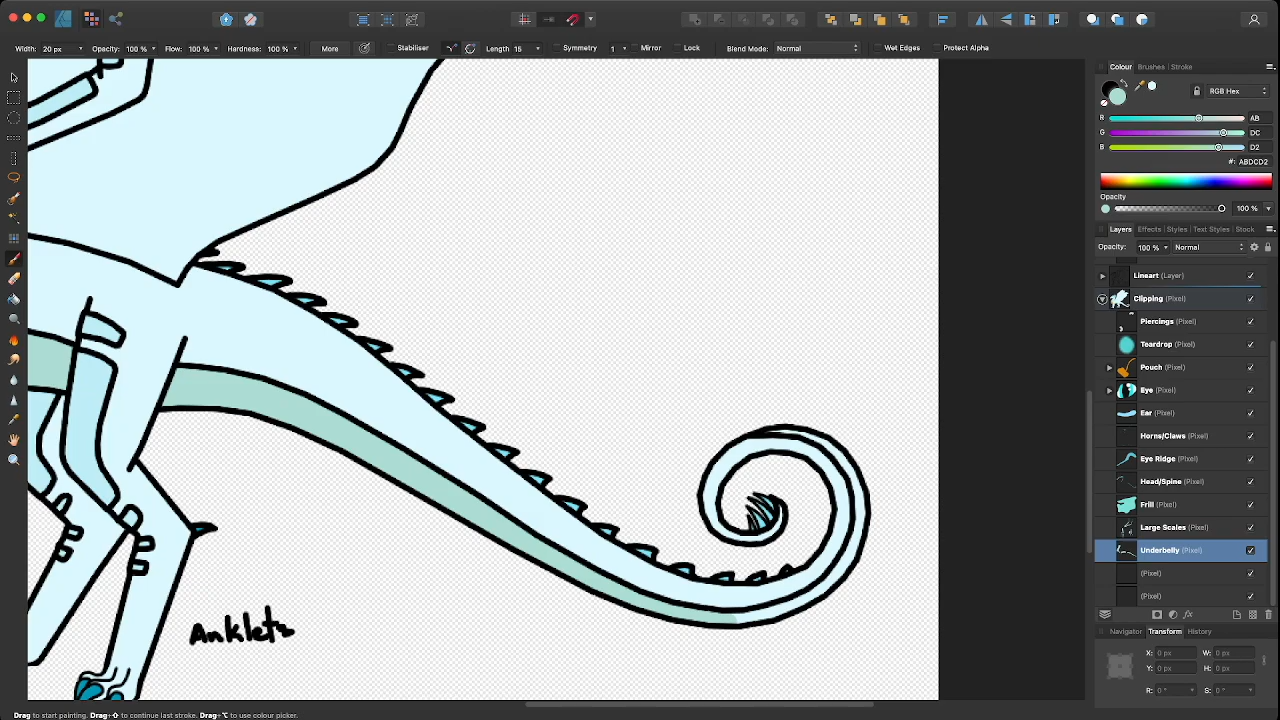 Width: 20 px Opacity: 100 % Flow: 100 % Hardness: 100 % More Stabiliser Length 15 Symmetry 1 Mirror Lock Blend Mode: Normal Wet Edges Protect Alpha
Colour Brushes Stroke
RGB Hex
R AB
G DC
B D2
#: ABDCD2
Opacity
100 %
Layers Effects Styles Text Styles Stock
Opacity: 100 % Normal
Lineart (Layer)
Clipping (Pixel)
Piercings (Pixel)
Teardrop (Pixel)
Pouch (Pixel)
Eye (Pixel)
Ear (Pixel)
Horns/Claws (Pixel)
Eye Ridge (Pixel)
Head/Spine (Pixel)
Frill (Pixel)
Large Scales (Pixel)
Underbelly (Pixel)
(Pixel)
(Pixel)
fx
Navigator Transform History
X: 0 px W: 0 px
Y: 0 px H: 0 px
R: 0 ° S: 0 °
Anklets
Drag to start painting. Drag+⇧ to continue last stroke. Drag+⌥ to use colour picker.